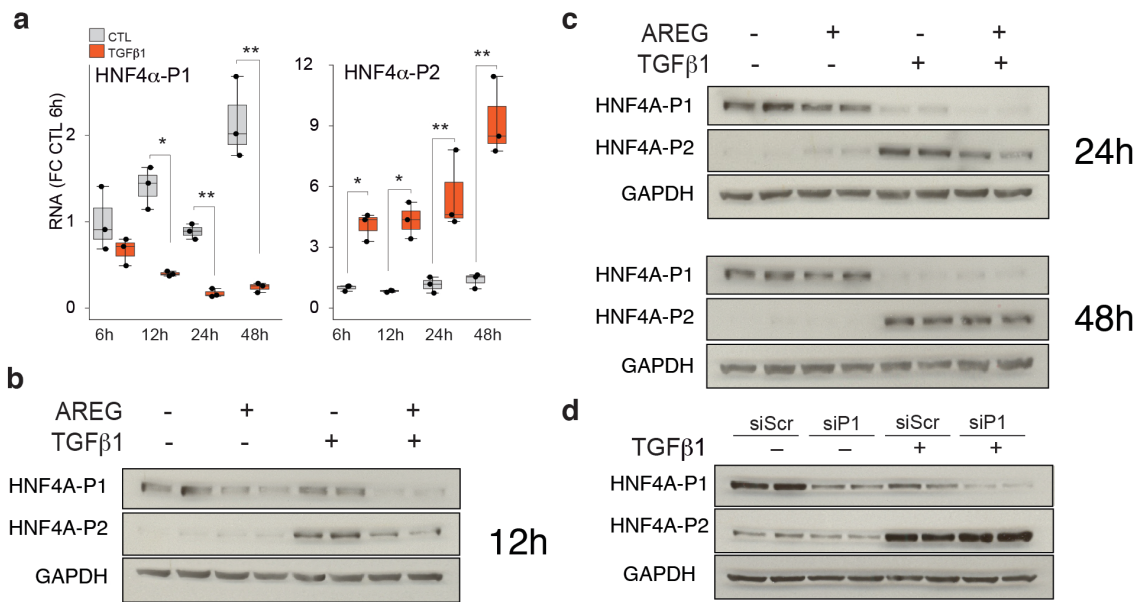 a
CTL
TGFβ1
HNF4α-P1
HNF4α-P2
RNA (FC CTL 6h)
2
1
0
12
9
6
3
0
**
*
**
*
*
**
**
6h 12h 24h 48h
6h 12h 24h 48h
b
AREG - + - +
TGFβ1 - - + +
HNF4A-P1
HNF4A-P2
GAPDH
12h
c
AREG - + - +
TGFβ1 - - + +
HNF4A-P1
HNF4A-P2
GAPDH
24h
HNF4A-P1
HNF4A-P2
GAPDH
48h
d
siScr siP1 siScr siP1
TGFβ1 – – + +
HNF4A-P1
HNF4A-P2
GAPDH